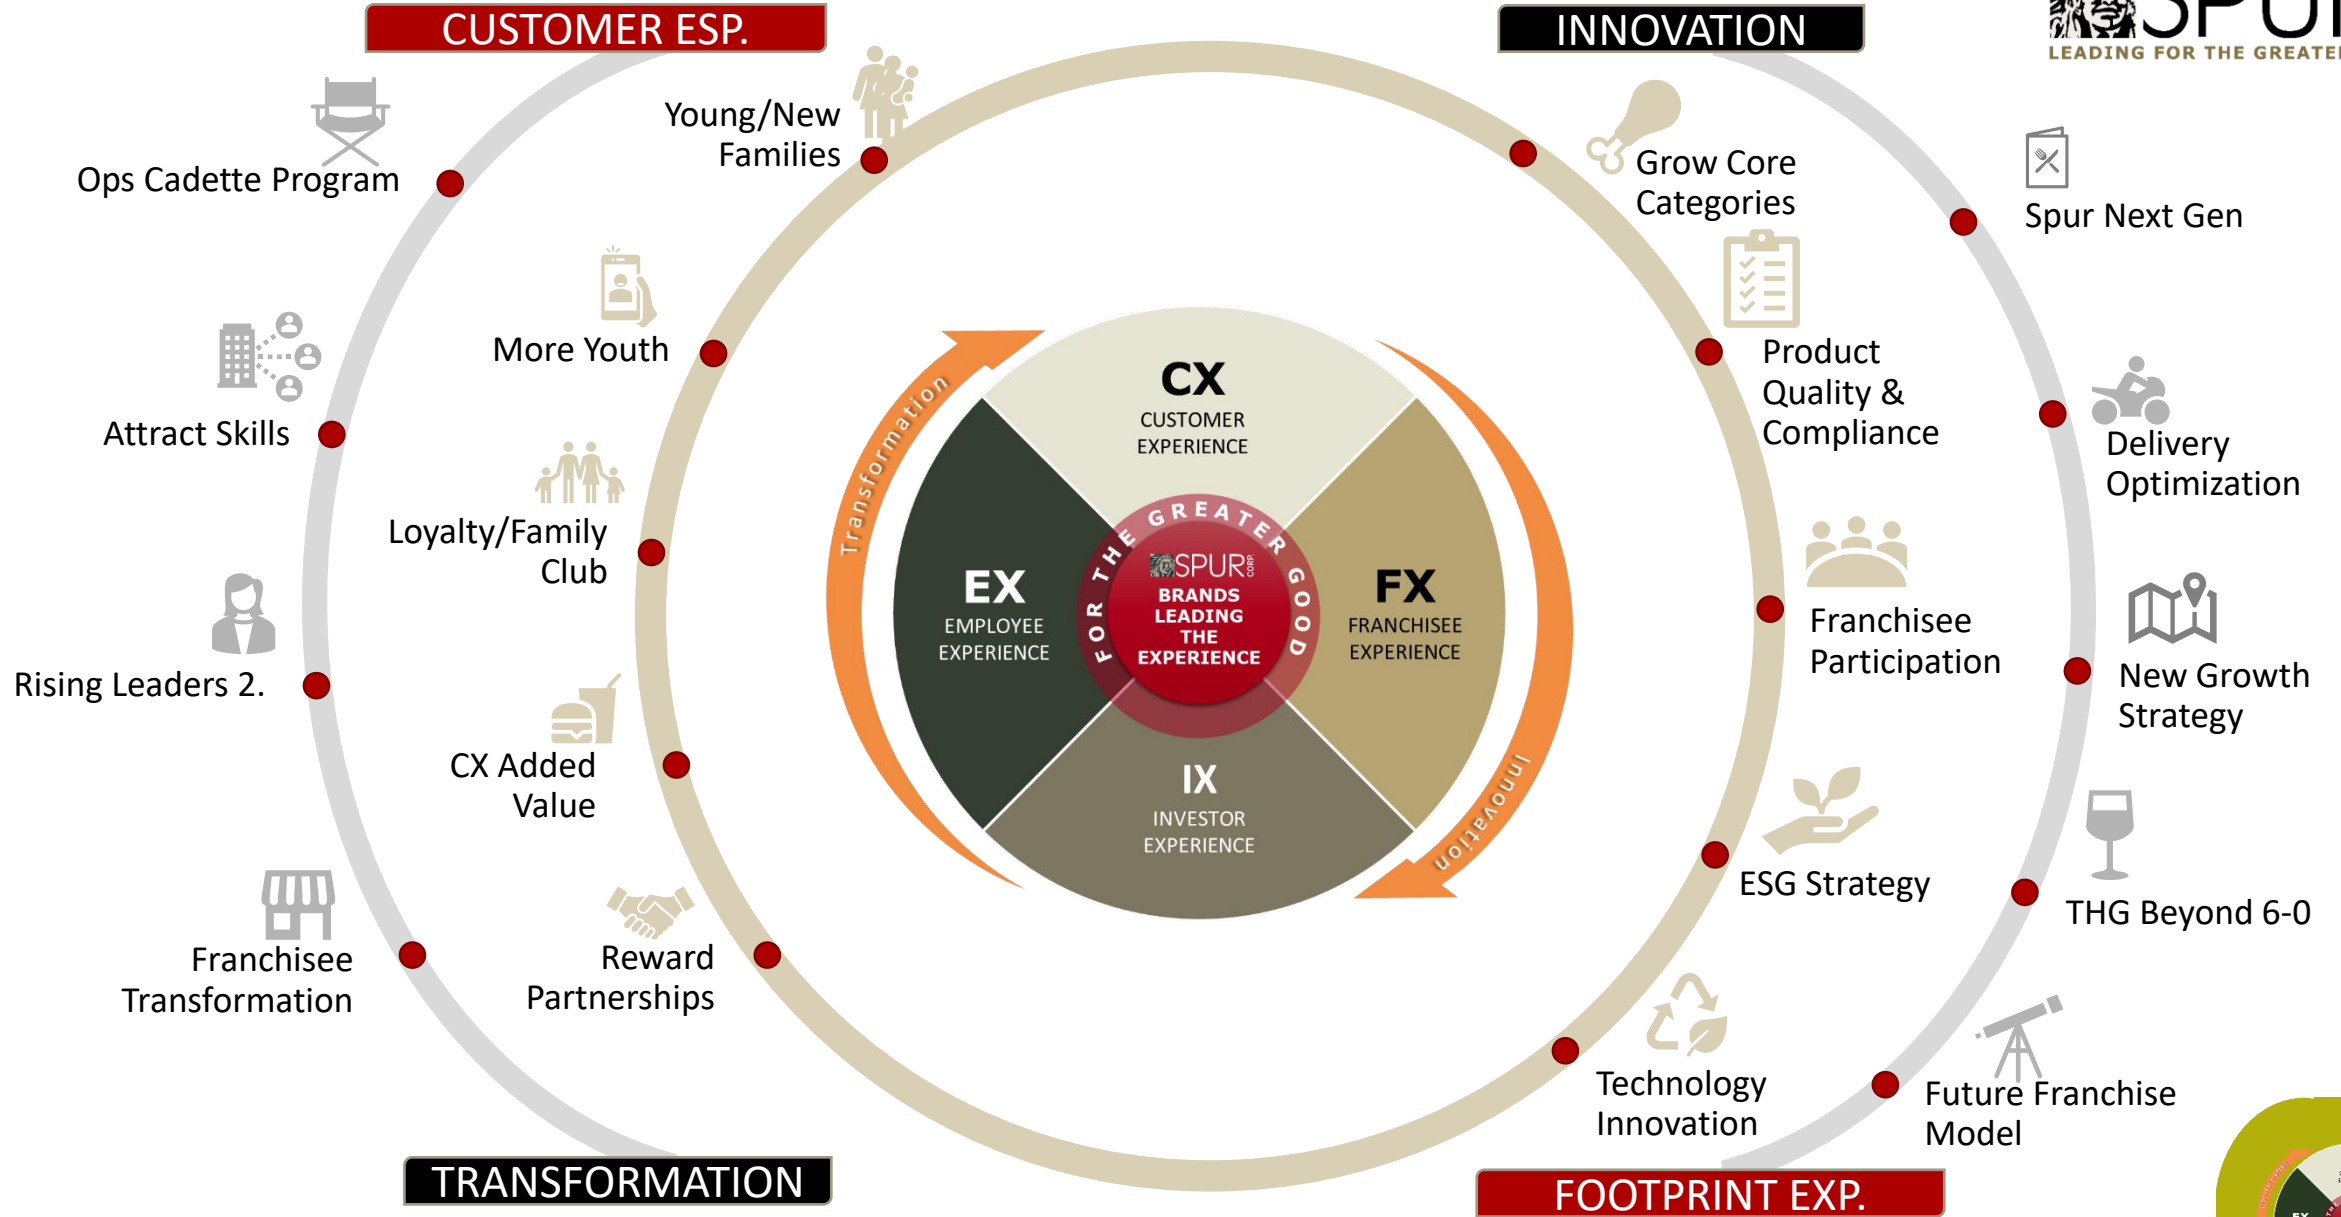 CUSTOMER ESP.
INNOVATION
SPUR
LEADING FOR THE GREATER
Ops Cadette Program
Attract Skills
Rising Leaders 2.
Franchisee
Transformation
Young/New
Families
More Youth
Loyalty/Family
Club
CX Added
Value
Reward
Partnerships
Transformation
CX
CUSTOMER
EXPERIENCE
EX
EMPLOYEE
EXPERIENCE
FOR THE GREATER GOOD
SPUR CORP.
BRANDS
LEADING
THE
EXPERIENCE
FX
FRANCHISEE
EXPERIENCE
IX
INVESTOR
EXPERIENCE
Innovation
Grow Core
Categories
Product
Quality &
Compliance
Franchisee
Participation
ESG Strategy
Technology
Innovation
Spur Next Gen
Delivery
Optimization
New Growth
Strategy
THG Beyond 6-0
Future Franchise
Model
TRANSFORMATION
FOOTPRINT EXP.
EX